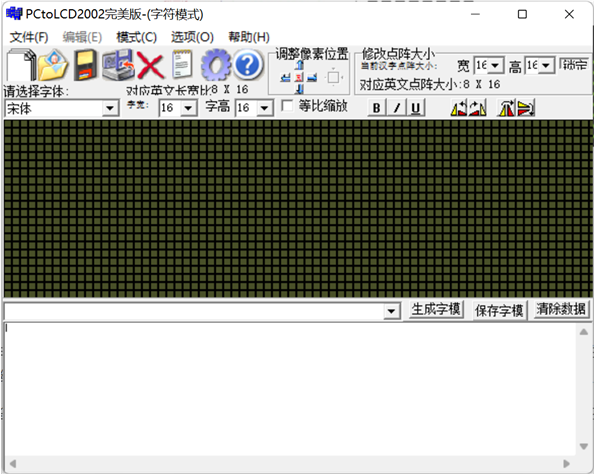 PCtoLCD2002完美版-(字符模式)
文件(F) 编辑(E) 模式(C) 选项(O) 帮助(H)
调整像素位置 修改点阵大小
当前汉字点阵大小: 宽 16 高 16 锁定
请选择字体: 对应英文长宽比:8 X 16 对应英文点阵大小:8 X 16
宋体 字宽: 16 字高 16 等比缩放 B I U
生成字模 保存字模 清除数据